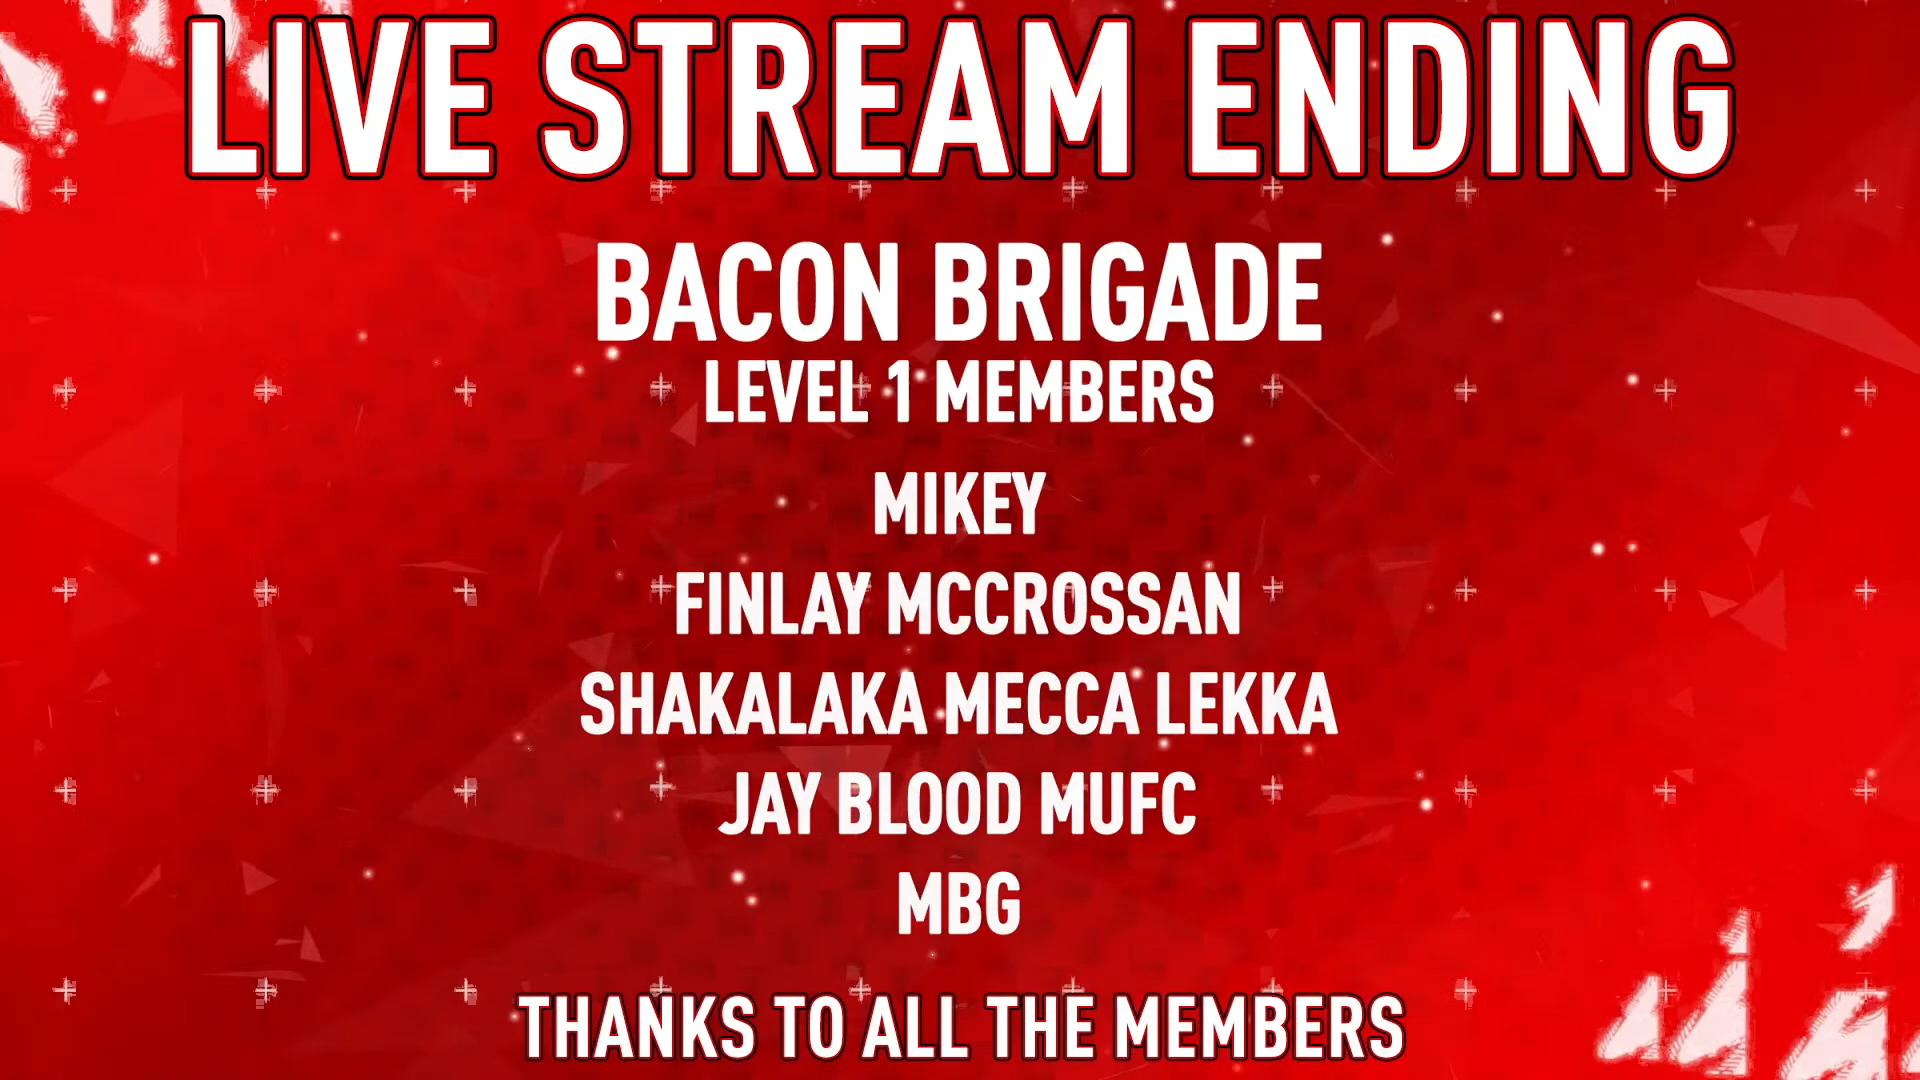 LIVE STREAM ENDING
BACON BRIGADE
LEVEL 1 MEMBERS
MIKEY
FINLAY MCCROSSAN
SHAKALAKA MECCA LEKKA
JAY BLOOD MUFC
MBG
THANKS TO ALL THE MEMBERS